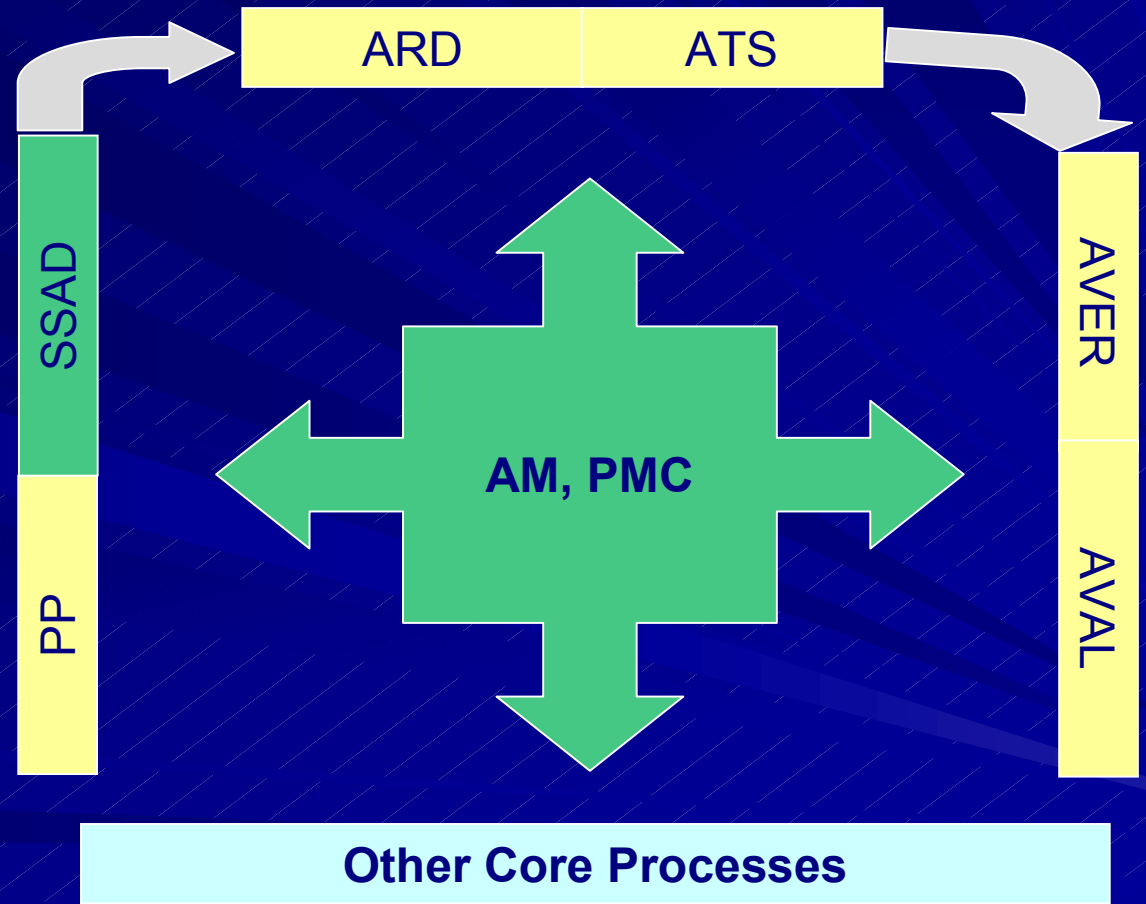 ARD
ATS
SSAD
PP
AM, PMC
AVER
AVAL
Other Core Processes